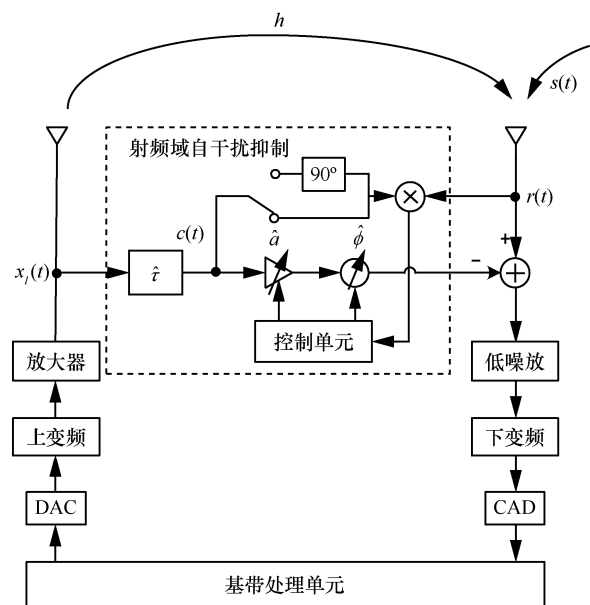 h
s(t)
射频域自干扰抑制
90°
r(t)
c(t)
â
ϕ̂
+
−
x_l(t)
τ̂
控制单元
放大器
低噪放
上变频
下变频
DAC
CAD
基带处理单元